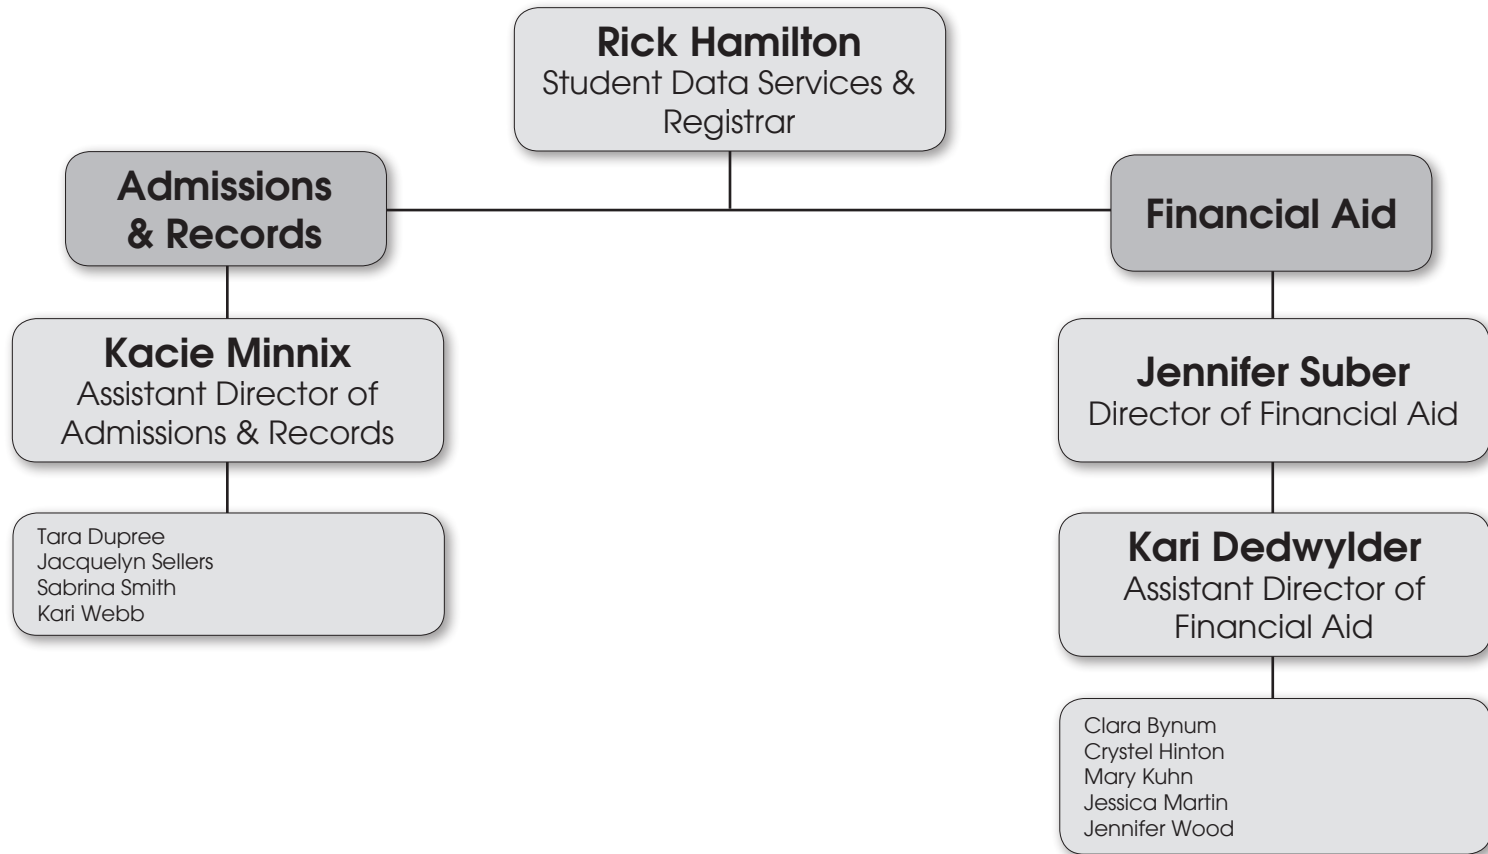 Rick Hamilton
Student Data Services &
Registrar
Admissions
& Records
Kacie Minnix
Assistant Director of
Admissions & Records
Tara Dupree
Jacquelyn Sellers
Sabrina Smith
Kari Webb
Financial Aid
Jennifer Suber
Director of Financial Aid
Kari Dedwylder
Assistant Director of
Financial Aid
Clara Bynum
Crystel Hinton
Mary Kuhn
Jessica Martin
Jennifer Wood